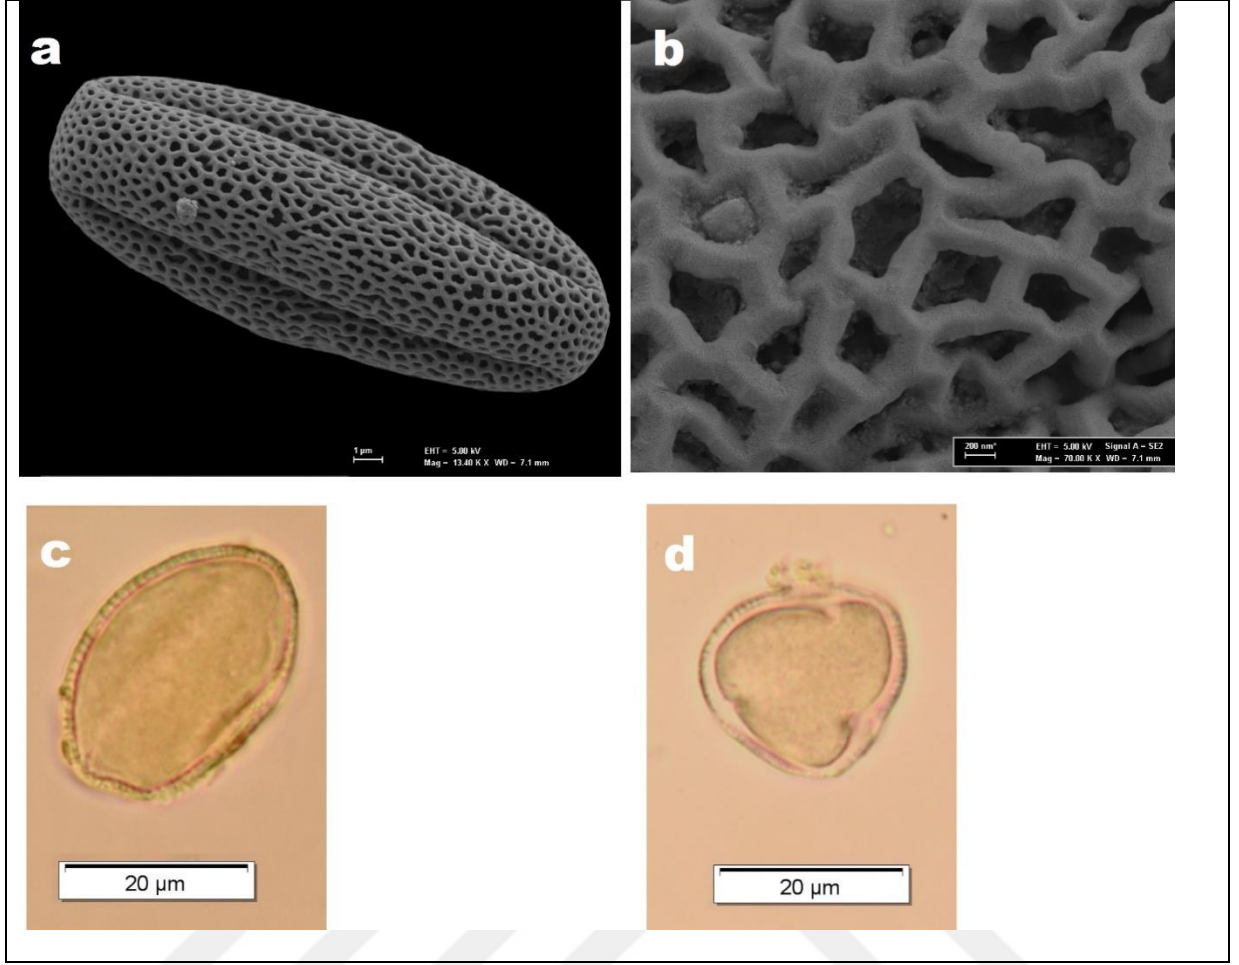 a
1 µm
EHT = 5.00 kV
Mag = 13.40 K X WD = 7.1 mm
b
200 nm*
EHT = 5.00 kV Signal A = SE2
Mag = 70.00 K X WD = 7.1 mm
c
20 µm
d
20 µm